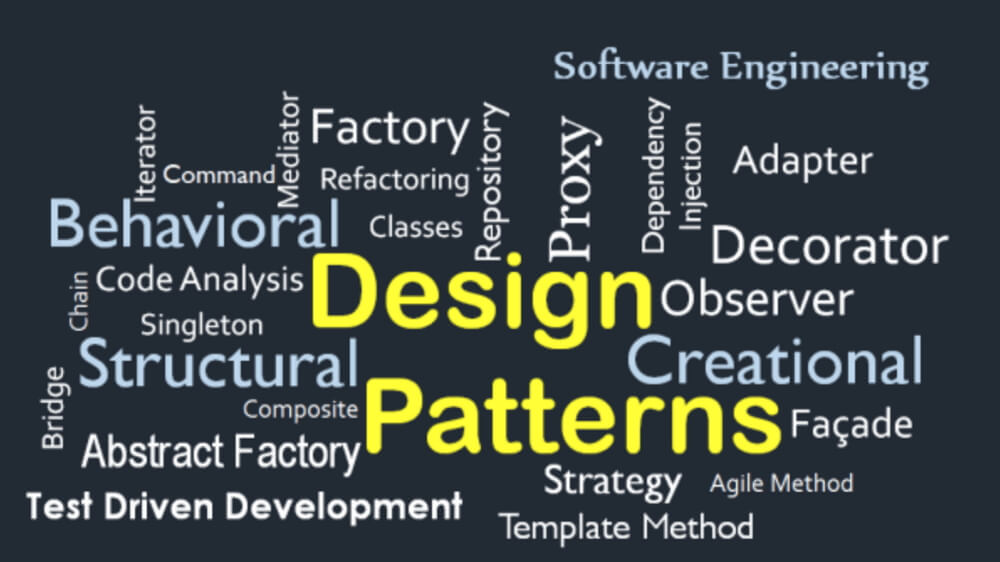 Software Engineering
Iterator
Command
Mediator
Factory
Refactoring
Repository
Proxy
Dependency
Injection
Adapter
Behavioral
Classes
Decorator
Chain
Code Analysis
Design
Observer
Singleton
Structural
Creational
Bridge
Composite
Patterns
Façade
Abstract Factory
Strategy
Agile Method
Test Driven Development
Template Method